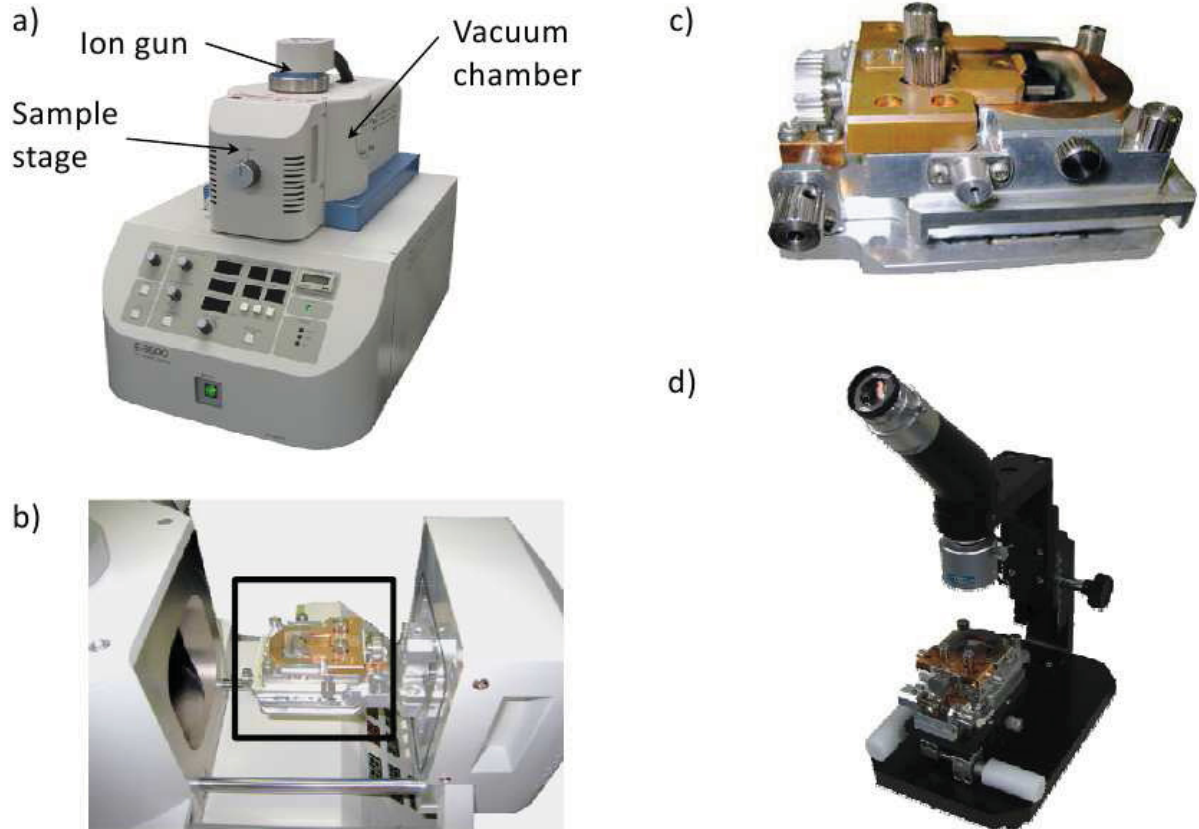 a)
Ion gun
Vacuum
chamber
Sample
stage
E-3500
b)
c)
d)